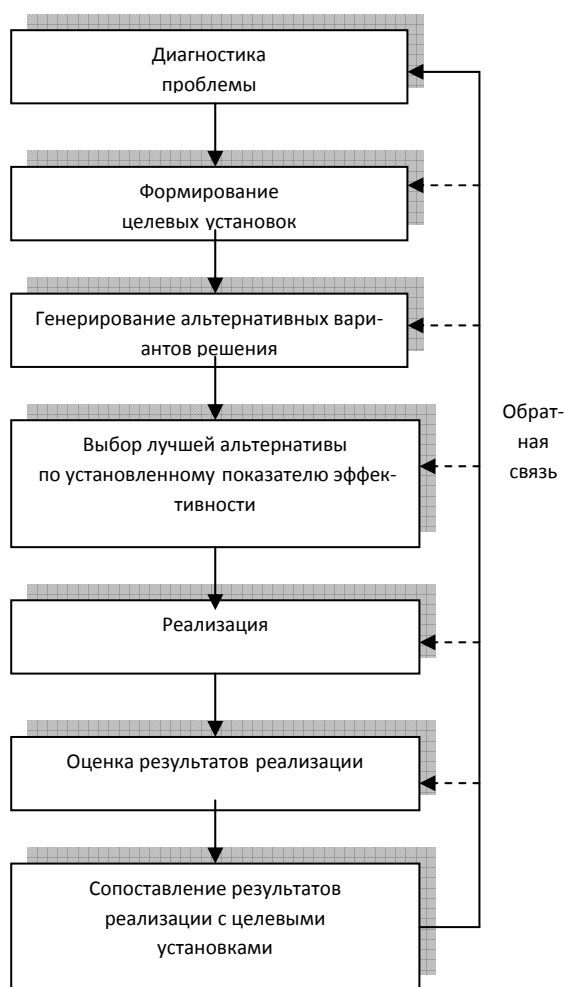 Диагностика
проблемы
Формирование
целевых установок
Генерирование альтернативных вари-
антов решения
Выбор лучшей альтернативы
по установленному показателю эффек-
тивности
Обрат-
ная
связь
Реализация
Оценка результатов реализации
Сопоставление результатов
реализации с целевыми
установками